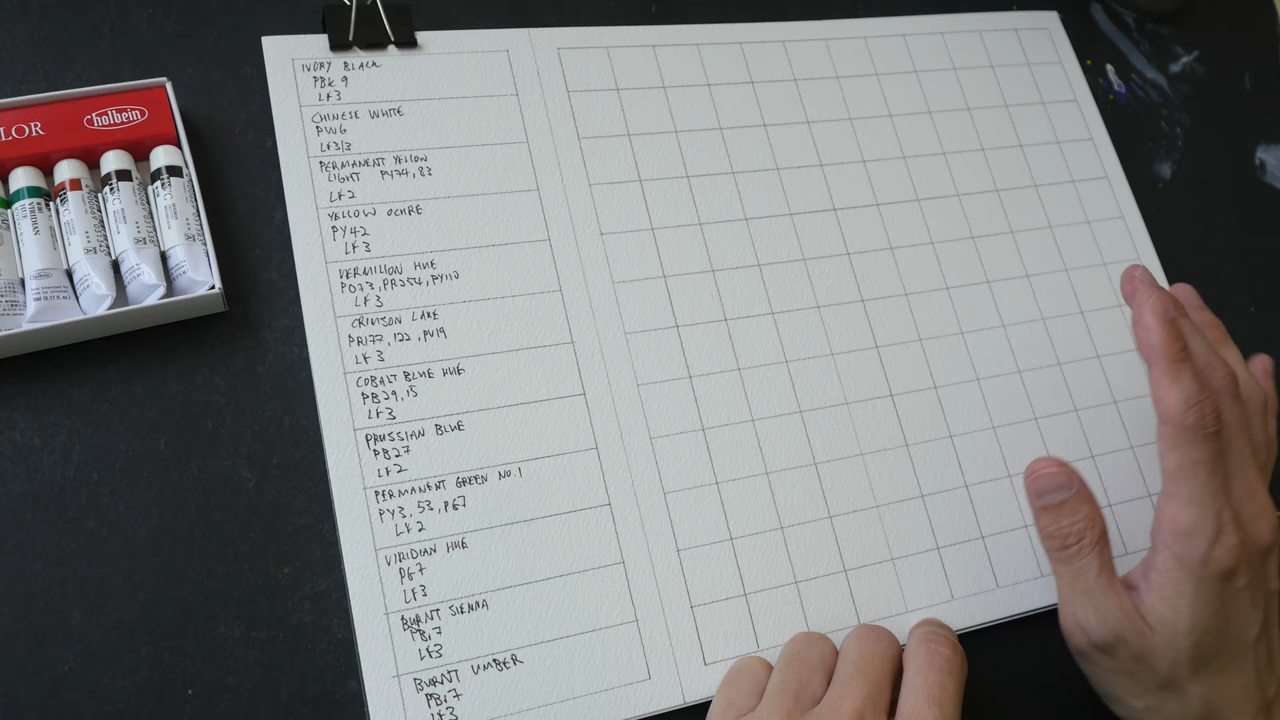 LOR
holbein
VIRIDIAN
HUE
holbein
IVORY BLACK
PBK 9
LF3
CHINESE WHITE
PW6
LF3/3
PERMANENT YELLOW
LIGHT PY74, 83
LF2
YELLOW OCHRE
PY42
LF3
VERMILION HUE
PO73, PR254, PY110
LF3
CRIMSON LAKE
PR177, 122, PV19
LF3
COBALT BLUE HUE
PB29, 15
LF3
PRUSSIAN BLUE
PB27
LF2
PERMANENT GREEN NO.1
PY3, 53, PG7
LF2
VIRIDIAN HUE
PG7
LF3
BURNT SIENNA
PBr7
LF3
BURNT UMBER
PBr7
LF3